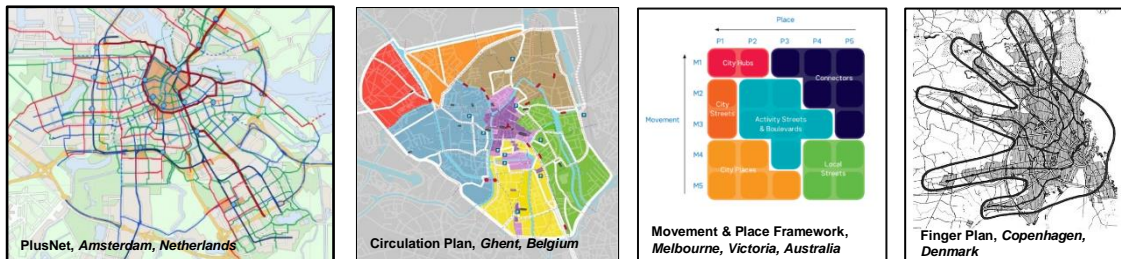 PlusNet, Amsterdam, Netherlands
Circulation Plan, Ghent, Belgium
Place
P1 P2 P3 P4 P5
M1
M2
Movement
M3
M4
M5
City Hubs
Connectors
City
Streets
Activity Streets
& Boulevards
City Places
Local
Streets
Movement & Place Framework,
Melbourne, Victoria, Australia
Finger Plan, Copenhagen,
Denmark